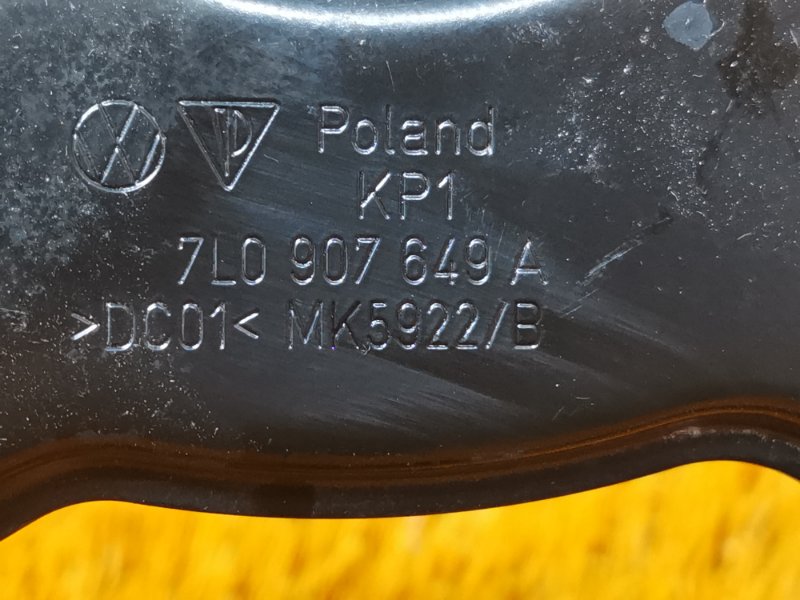 Poland
KP1
7L0 907 649 A
>DC01< MK5922/B